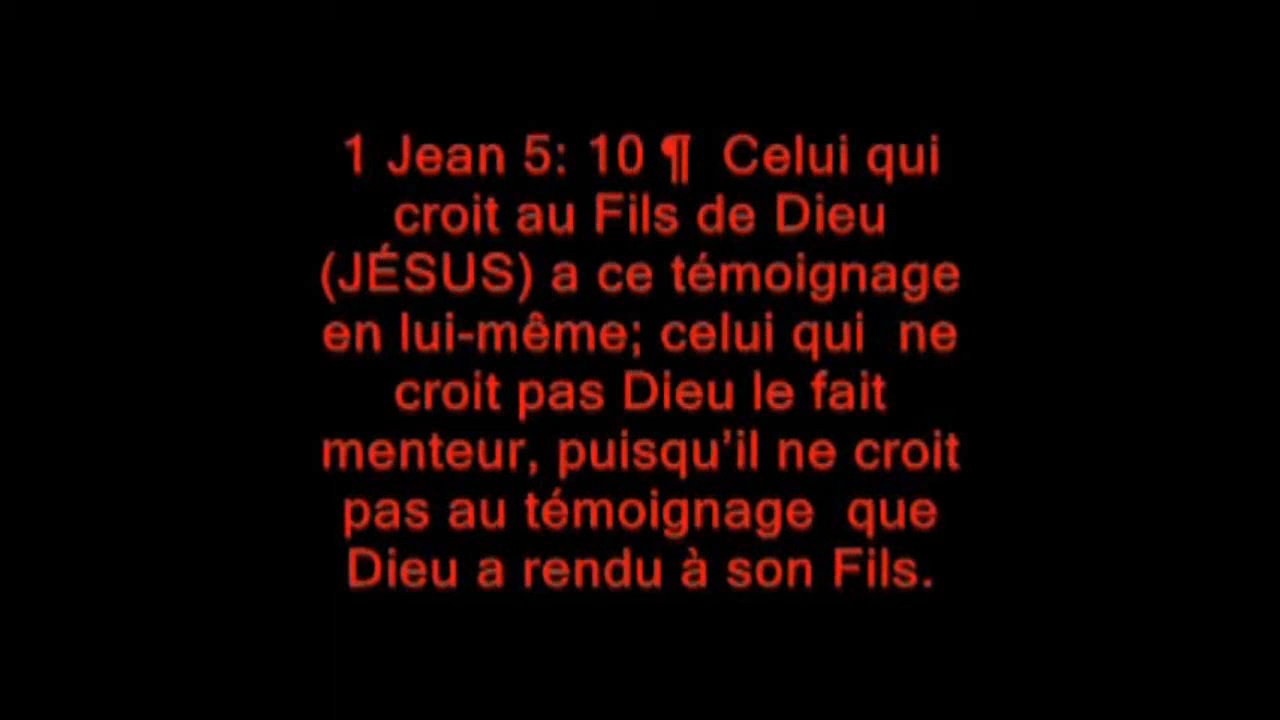 1 Jean 5: 10 ¶  Celui qui
croit au Fils de Dieu
(JÉSUS) a ce témoignage
en lui-même; celui qui  ne
croit pas Dieu le fait
menteur, puisqu’il ne croit
pas au témoignage  que
Dieu a rendu à son Fils.